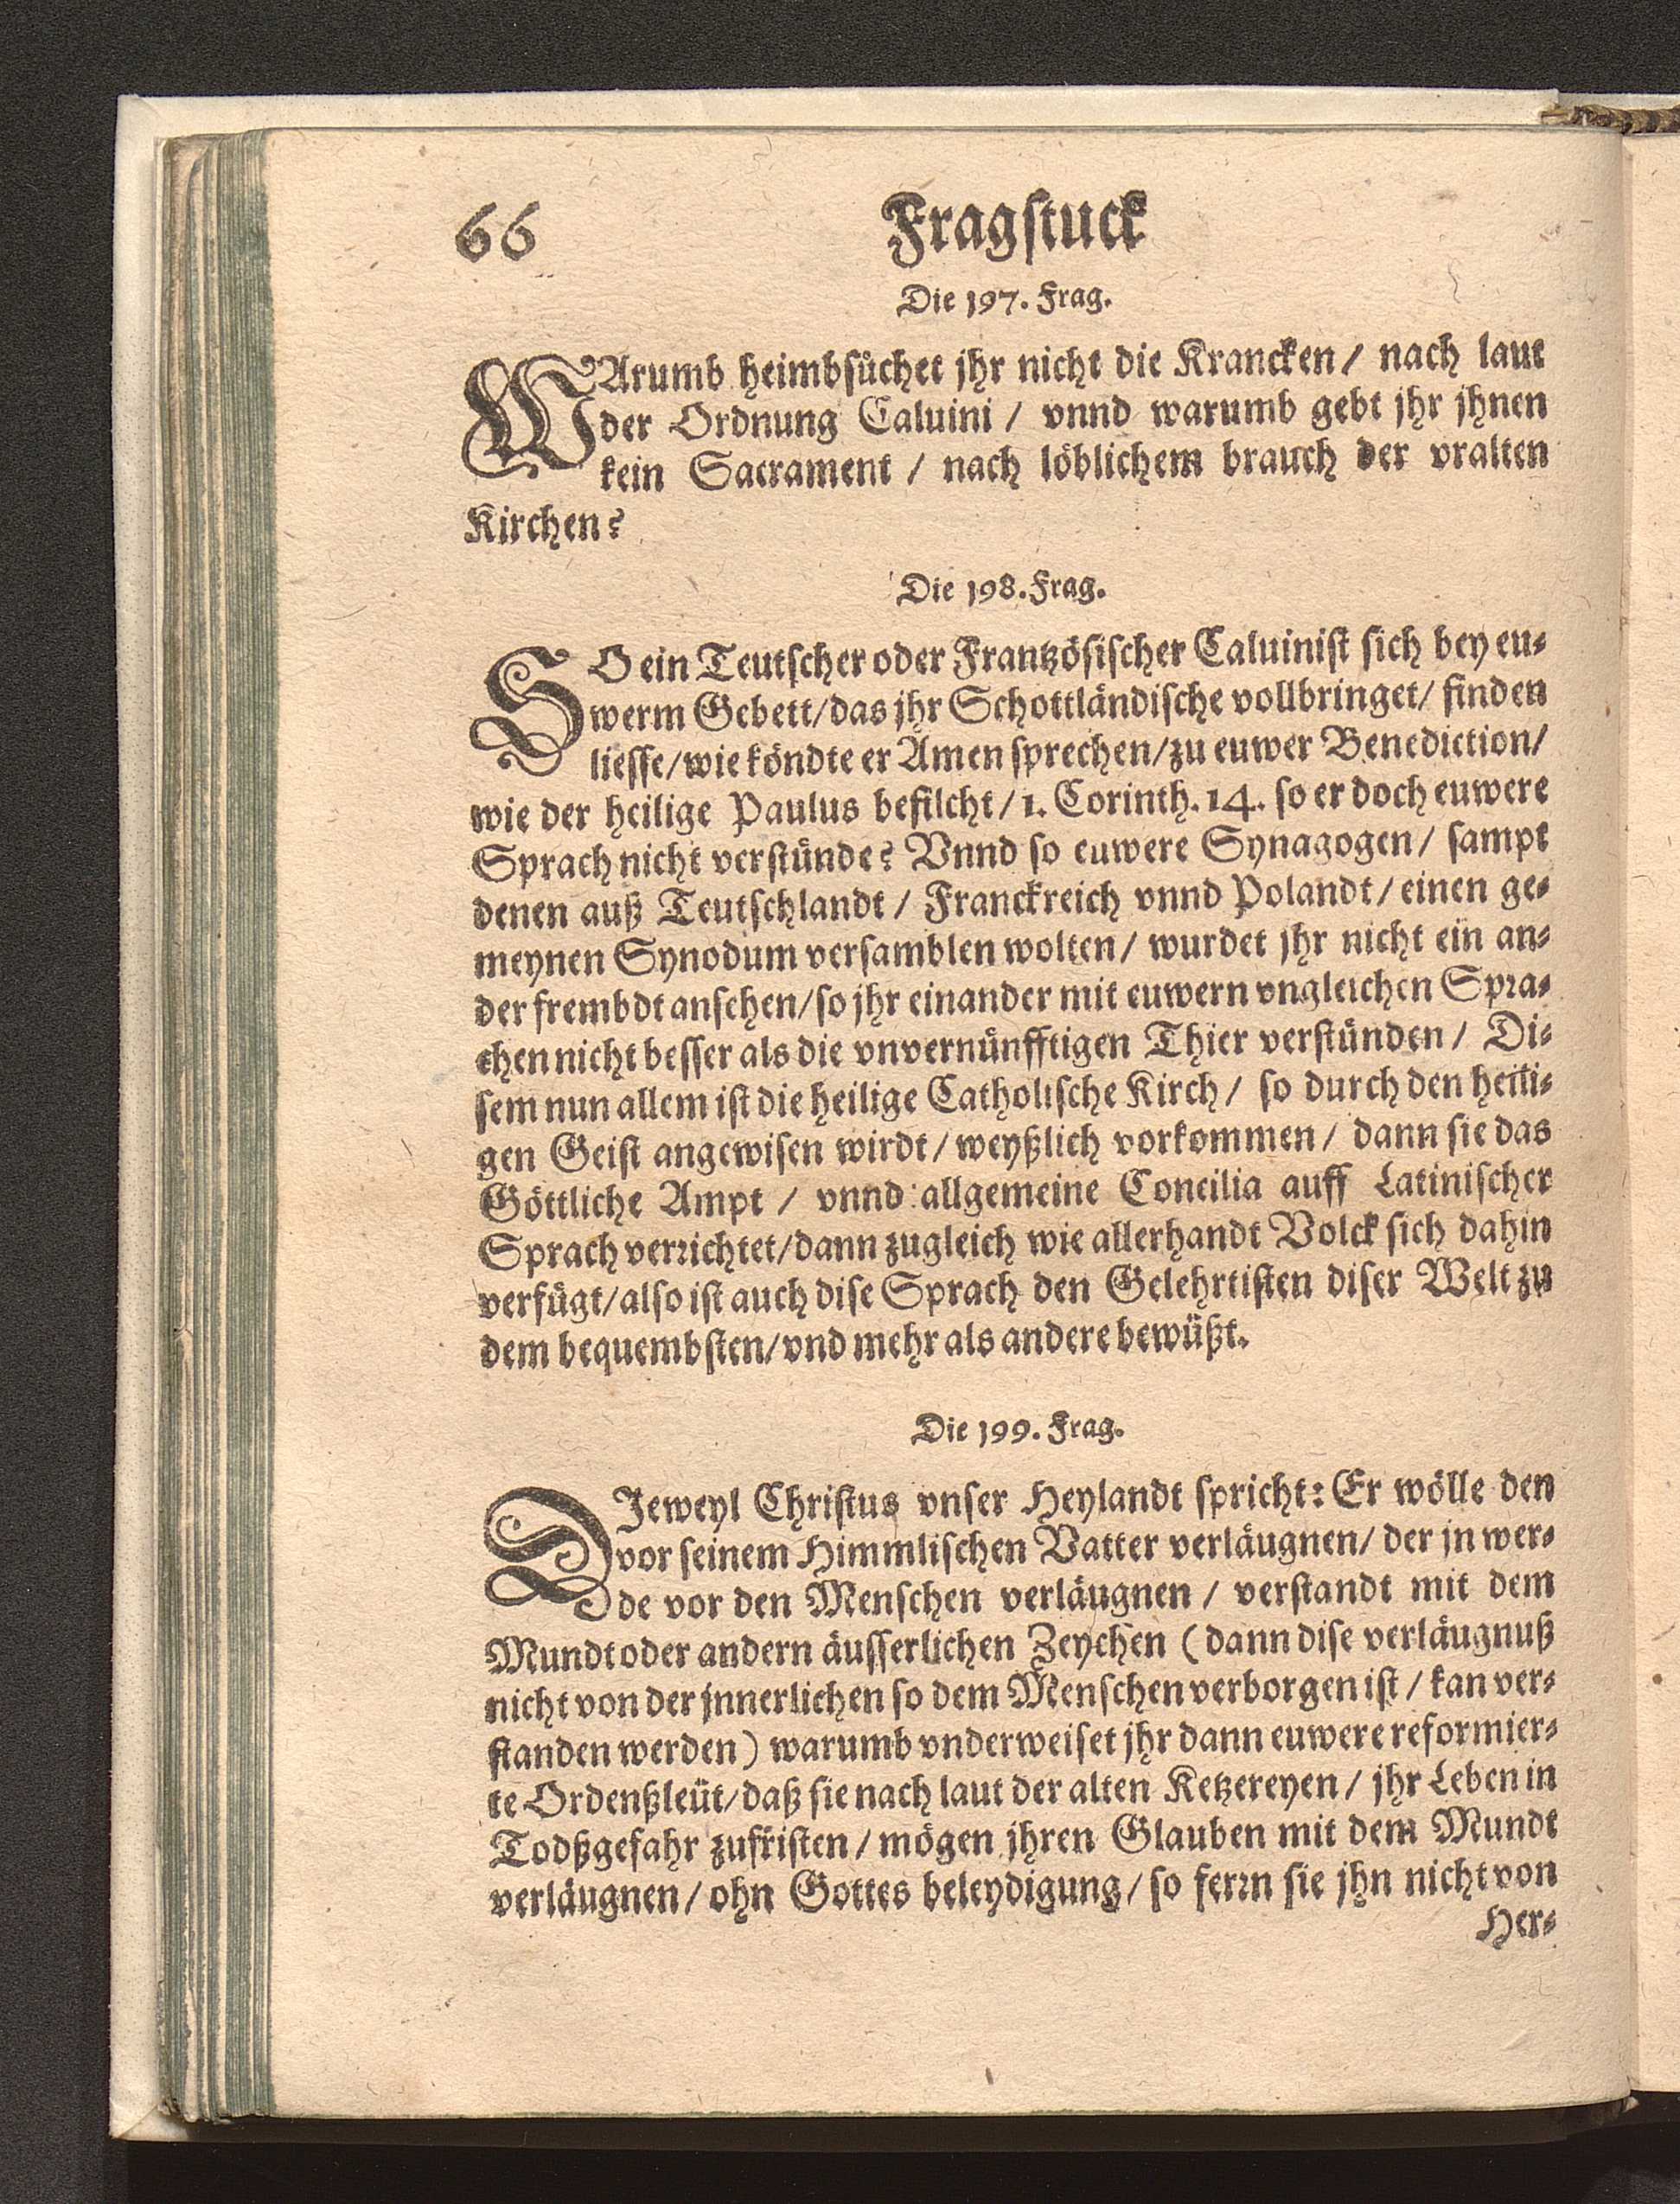 66 Fragstuck
Die 197. Frag.
WArumb heimbsüchet jhr nicht die Krancken / nach laut
der Ordnung Caluini / vnnd warumb gebt jhr jhnen
kein Sacrament / nach löblichem brauch der vralten
Kirchen?
Die 198. Frag.
SO ein Teutscher oder Frantzösischer Caluinist sich bey eu-
werm Gebett/das jhr Schottländische vollbringet/ finden
liesse/wie köndte er Amen sprechen/zu euwer Benediction/
wie der heilige Paulus befilcht/1. Corinth. 14. so er doch euwere
Sprach nicht verstünde? Vnnd so euwere Synagogen/ sampt
denen auß Teutschlandt / Franckreich vnnd Polandt/einen ge-
meynen Synodum versamblen wolten/ wurdet jhr nicht ein an-
der frembdt ansehen/so jhr einander mit euwern vngleichen Spra-
chen nicht besser als die vnvernünfftigen Thier verstünden/ Di-
sem nun allem ist die heilige Catholische Kirch/ so durch den heili-
gen Geist angewisen wirdt/weyßlich vorkommen/ dann sie das
Göttliche Ampt / vnnd allgemeine Concilia auff Latinischer
Sprach verrichtet/dann zugleich wie allerhandt Volck sich dahin
verfügt/also ist auch dise Sprach den Gelehrtisten diser Welt zu
dem bequembsten/vnd mehr als andere bewüßt.
Die 199. Frag.
DJeweyl Christus vnser Heylandt spricht: Er wölle den
vor seinem Himmlischen Vatter verläugnen/ der jn wer-
de vor den Menschen verläugnen / verstandt mit dem
Mundt oder andern äusserlichen Zeychen (dann dise verläugnuß
nicht von der jnnerlichen so dem Menschen verborgen ist / kan ver-
standen werden) warumb vnderweiset jhr dann euwere reformier-
te Ordenßleüt/daß sie nach laut der alten Ketzereyen / jhr Leben in
Todßgefahr zufristen/mögen jhren Glauben mit dem Mundt
verläugnen/ohn Gottes beleydigung/so ferrn sie jhn nicht von
Her-